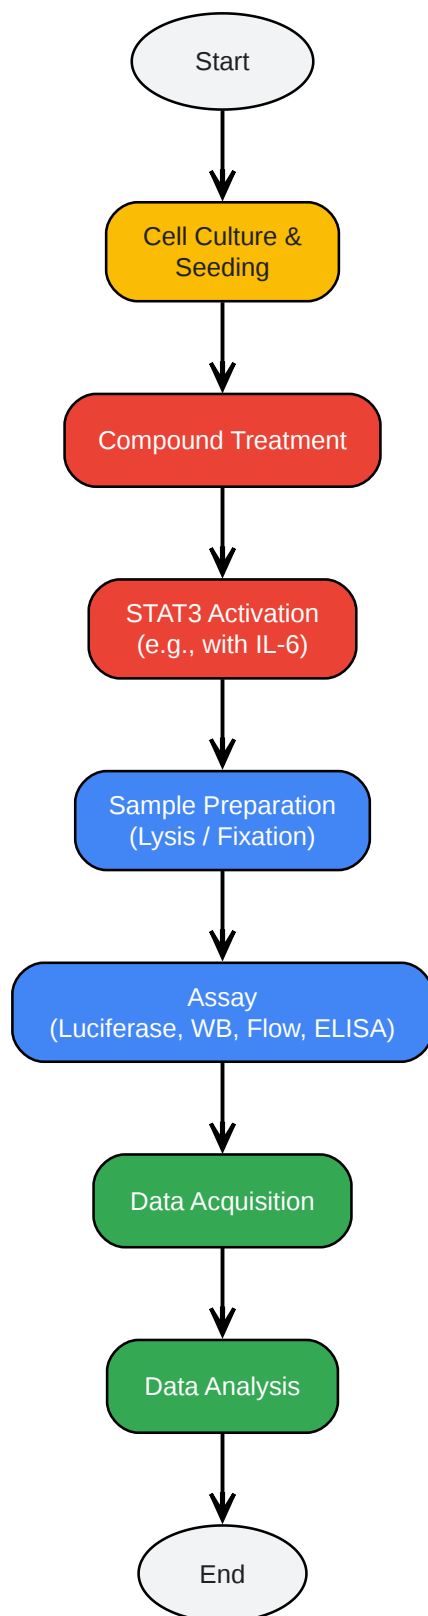 Start
Cell Culture &
Seeding
Compound Treatment
STAT3 Activation
(e.g., with IL-6)
Sample Preparation
(Lysis / Fixation)
Assay
(Luciferase, WB, Flow, ELISA)
Data Acquisition
Data Analysis
End